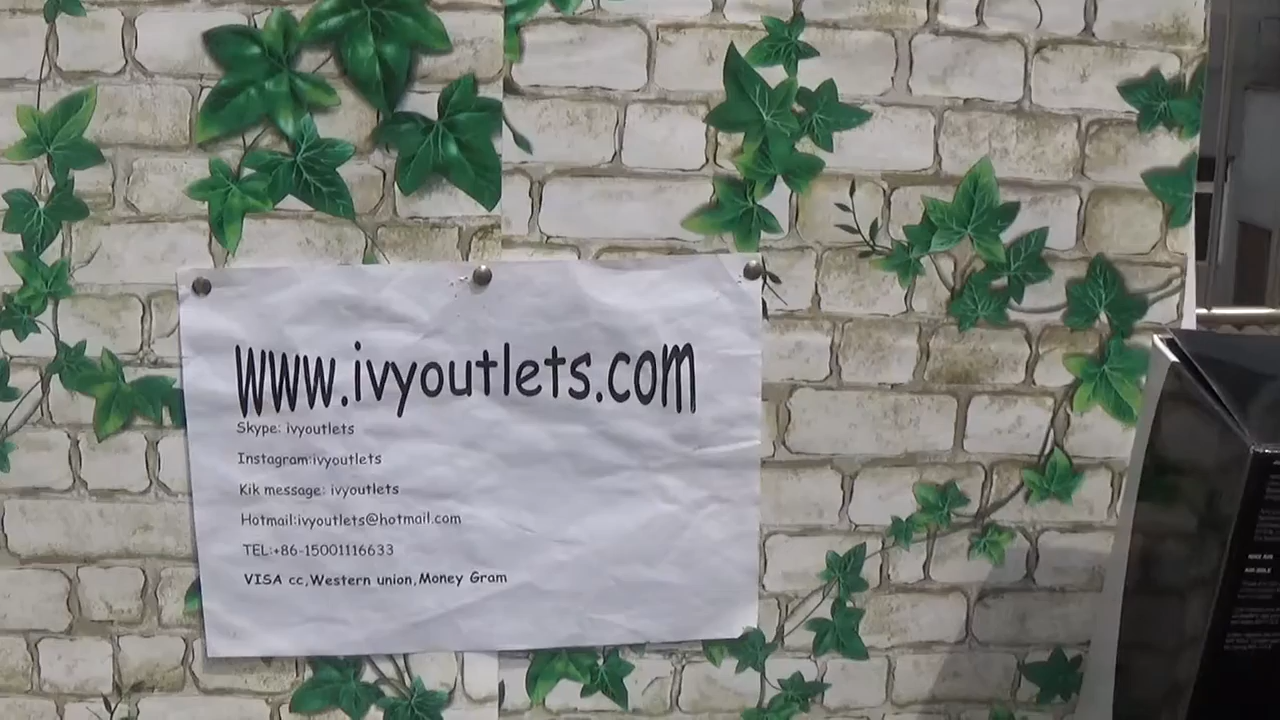 www.ivyoutlets.com
Skype: ivyoutlets
Instagram:ivyoutlets
Kik message: ivyoutlets
Hotmail:ivyoutlets@hotmail.com
TEL:+86-15001116633
VISA cc,Western union,Money Gram